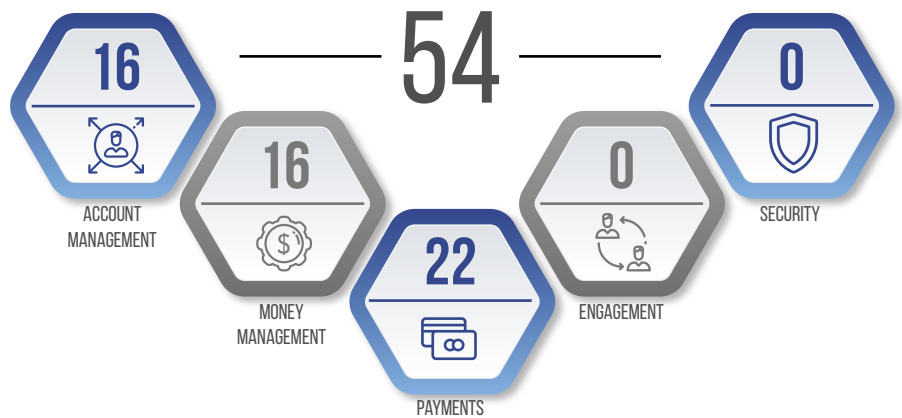 54
16
ACCOUNT
MANAGEMENT
16
$
MONEY
MANAGEMENT
22
PAYMENTS
0
ENGAGEMENT
0
SECURITY